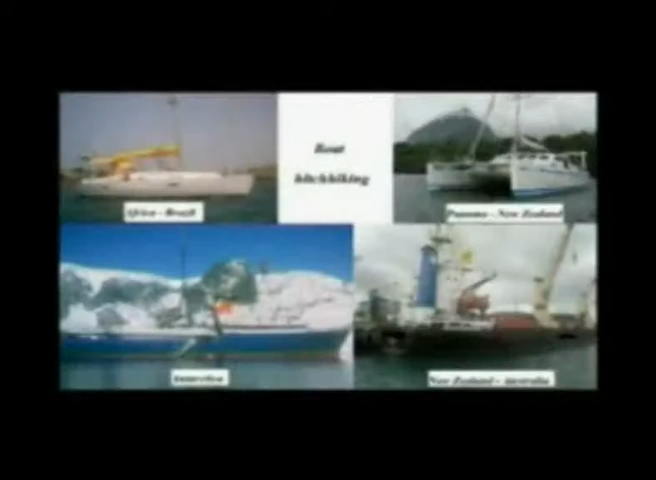 Boat
hitchhiking
Africa - Brazil
Panama - New Zealand
Antarctica
New Zealand - Australia